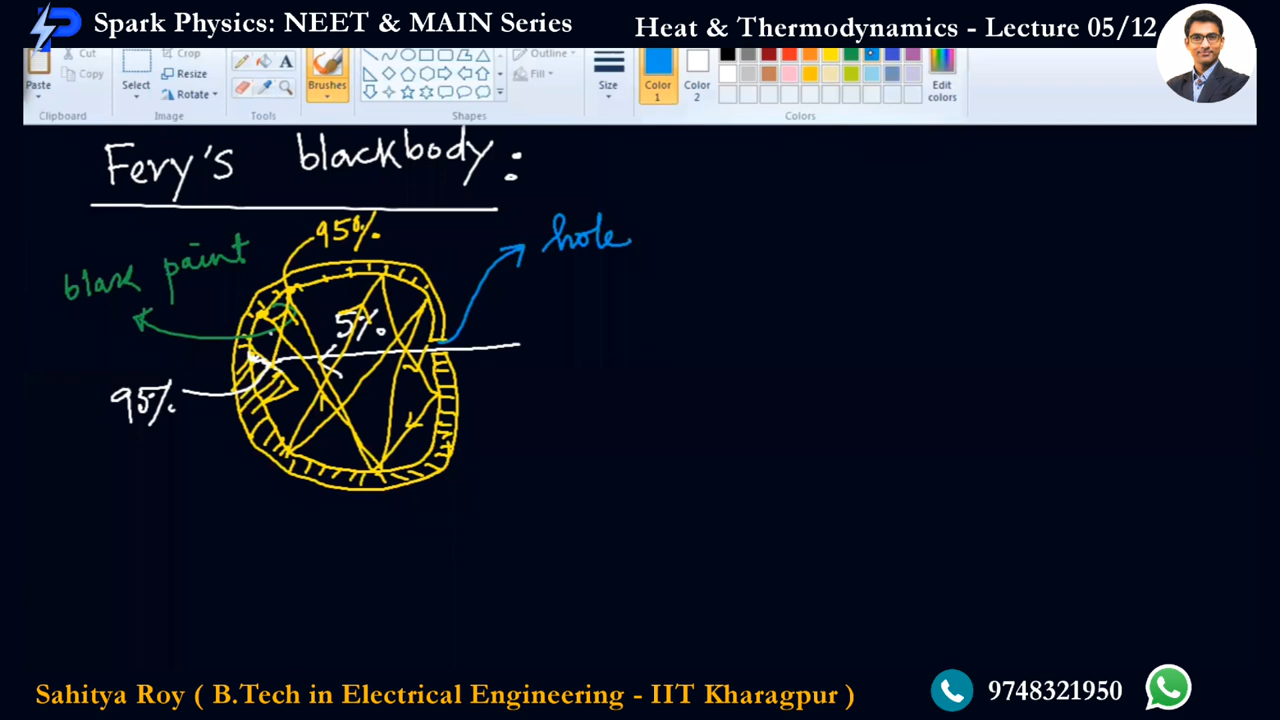 Spark Physics: NEET & MAIN Series
Heat & Thermodynamics - Lecture 05/12
Cut
Copy
Paste
Clipboard
Crop
Resize
Rotate
Select
Image
Tools
Brushes
Outline
Fill
Shapes
Size
Color 1
Color 2
Edit colors
Colors
Fery's blackbody:
95%.
hole
black paint
5%.
95%.
Sahitya Roy ( B.Tech in Electrical Engineering - IIT Kharagpur )
9748321950